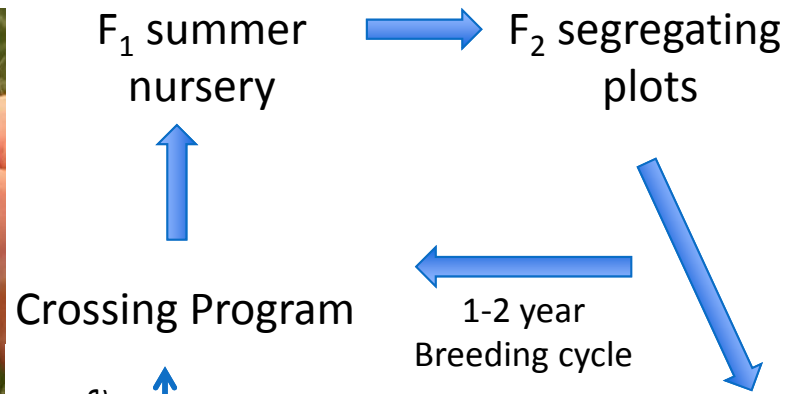 F₁ summer
nursery
F₂ segregating
plots
Crossing Program
1-2 year
Breeding cycle